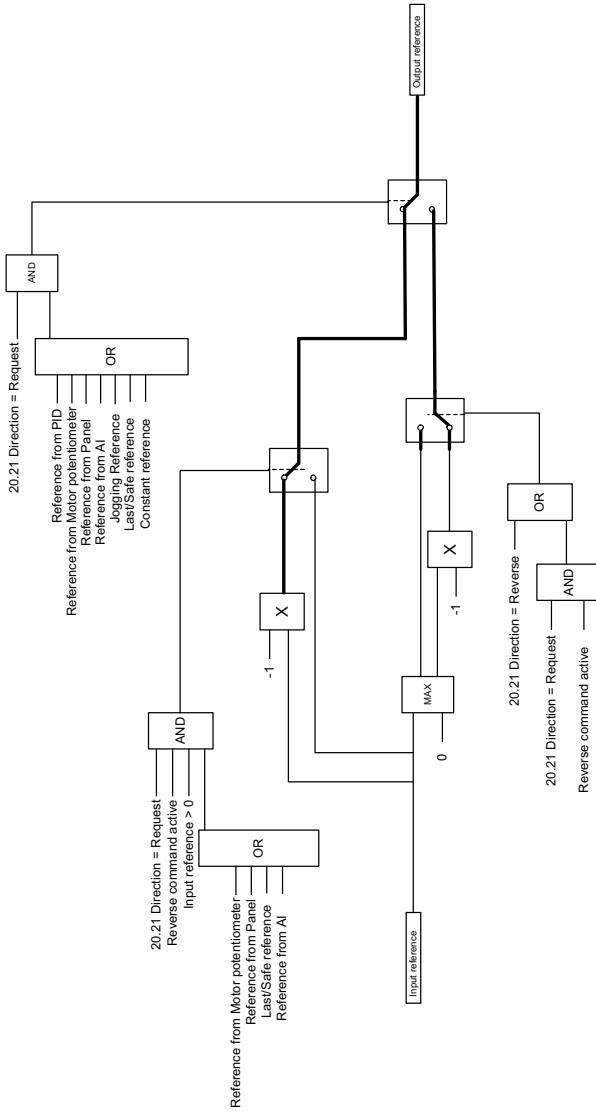 Output reference
AND
20.21 Direction = Request
OR
Reference from PID
Reference from Motor potentiometer
Reference from Panel
Reference from AI
Jogging Reference
Last/Safe reference
Constant reference
X
-1
AND
20.21 Direction = Request
Reverse command active
Input reference > 0
OR
Reference from Motor potentiometer
Reference from Panel
Last/Safe reference
Reference from AI
X
-1
MAX
0
OR
20.21 Direction = Reverse
AND
20.21 Direction = Request
Reverse command active
Input reference